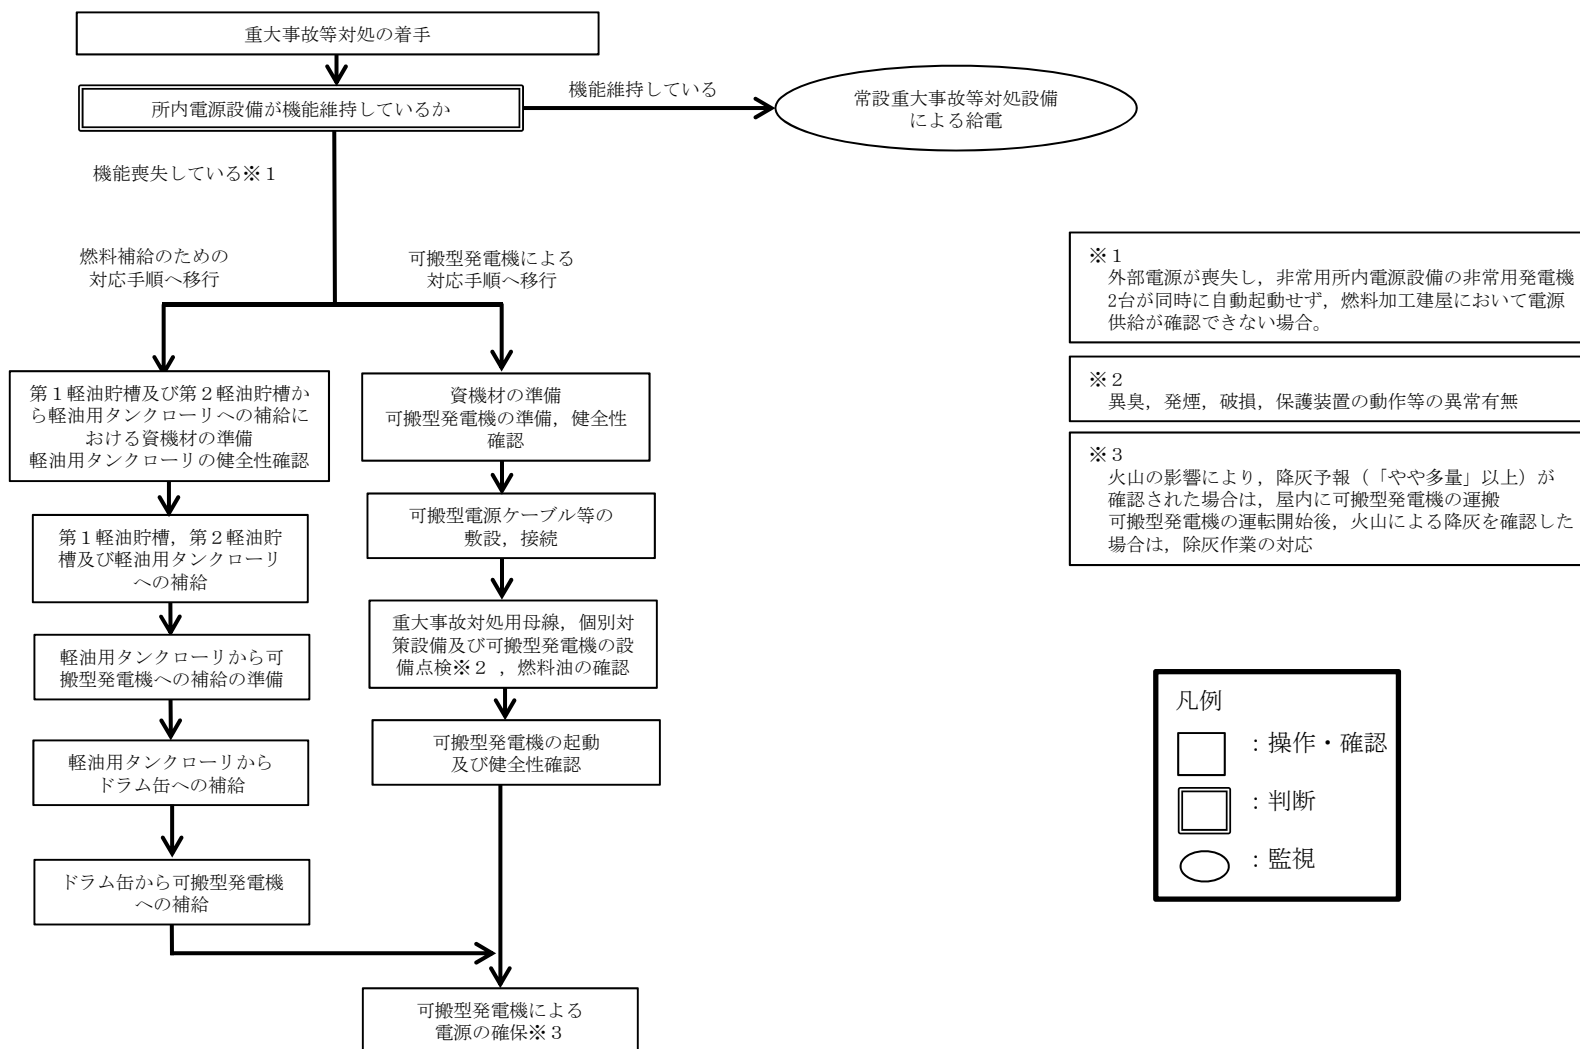 重大事故等対処の着手
所内電源設備が機能維持しているか
機能維持している
常設重大事故等対処設備
による給電
機能喪失している※１
燃料補給のための
対応手順へ移行
可搬型発電機による
対応手順へ移行
第１軽油貯槽及び第２軽油貯槽か
ら軽油用タンクローリへの補給に
おける資機材の準備
軽油用タンクローリの健全性確認
第１軽油貯槽，第２軽油貯
槽及び軽油用タンクローリ
への補給
軽油用タンクローリから可
搬型発電機への補給の準備
軽油用タンクローリから
ドラム缶への補給
ドラム缶から可搬型発電機
への補給
資機材の準備
可搬型発電機の準備，健全性
確認
可搬型電源ケーブル等の
敷設，接続
重大事故対処用母線，個別対
策設備及び可搬型発電機の設
備点検※２，燃料油の確認
可搬型発電機の起動
及び健全性確認
可搬型発電機による
電源の確保※３
※１
外部電源が喪失し，非常用所内電源設備の非常用発電機
2台が同時に自動起動せず，燃料加工建屋において電源
供給が確認できない場合。
※２
異臭，発煙，破損，保護装置の動作等の異常有無
※３
火山の影響により，降灰予報（「やや多量」以上）が
確認された場合は，屋内に可搬型発電機の運搬
可搬型発電機の運転開始後，火山による降灰を確認した
場合は，除灰作業の対応
凡例
：操作・確認
：判断
：監視